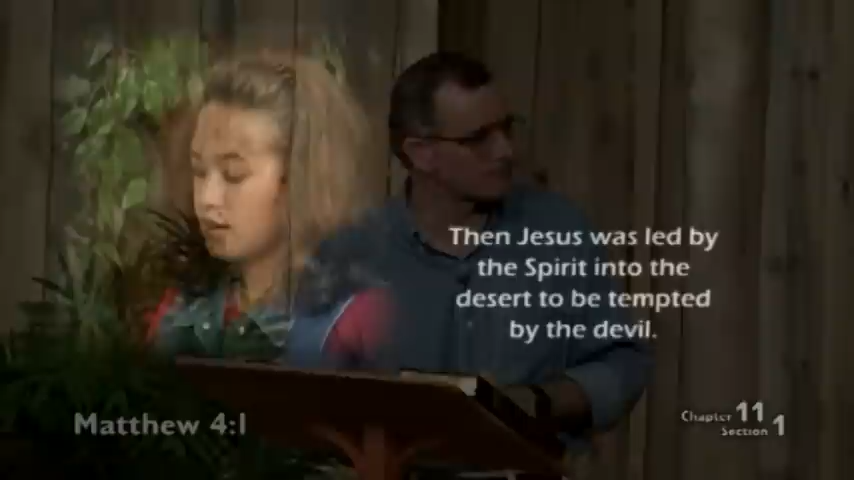 Then Jesus was led by
the Spirit into the
desert to be tempted
by the devil.
Matthew 4:1
Chapter 11
Section 1